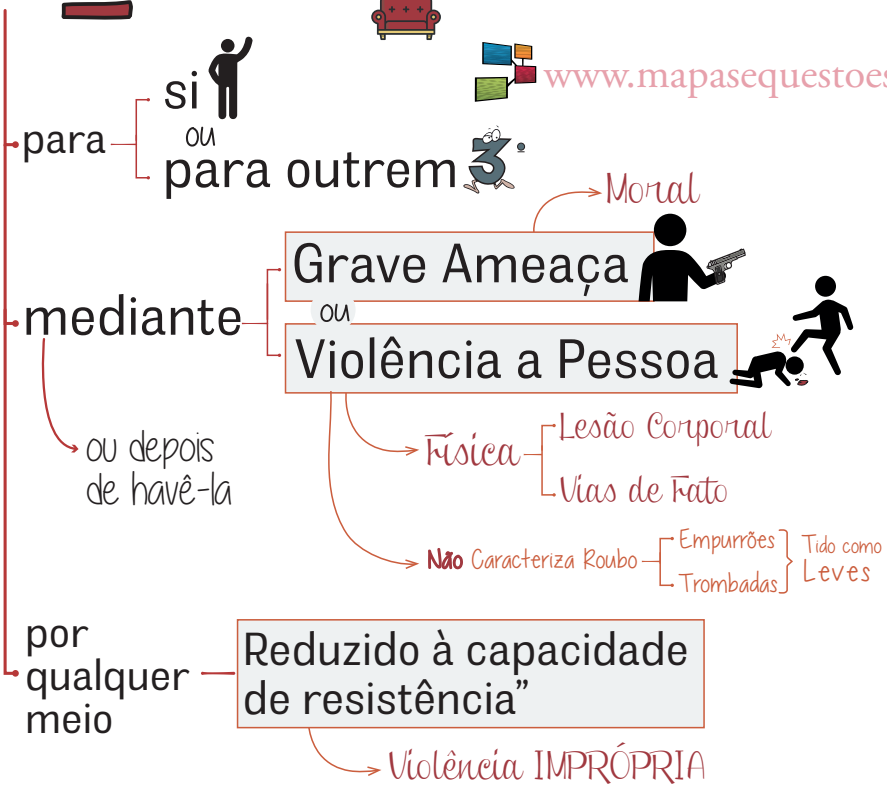 www.mapasequestoes
para
si
ou
para outrem 3º
Moral
mediante
Grave Ameaça
ou
Violência a Pessoa
ou depois
de havê-la
Física
Lesão Corporal
Vias de Fato
Não Caracteriza Roubo
Empurrões
Trombadas
Tido como
Leves
por
qualquer
meio
Reduzido à capacidade
de resistência”
Violência IMPRÓPRIA